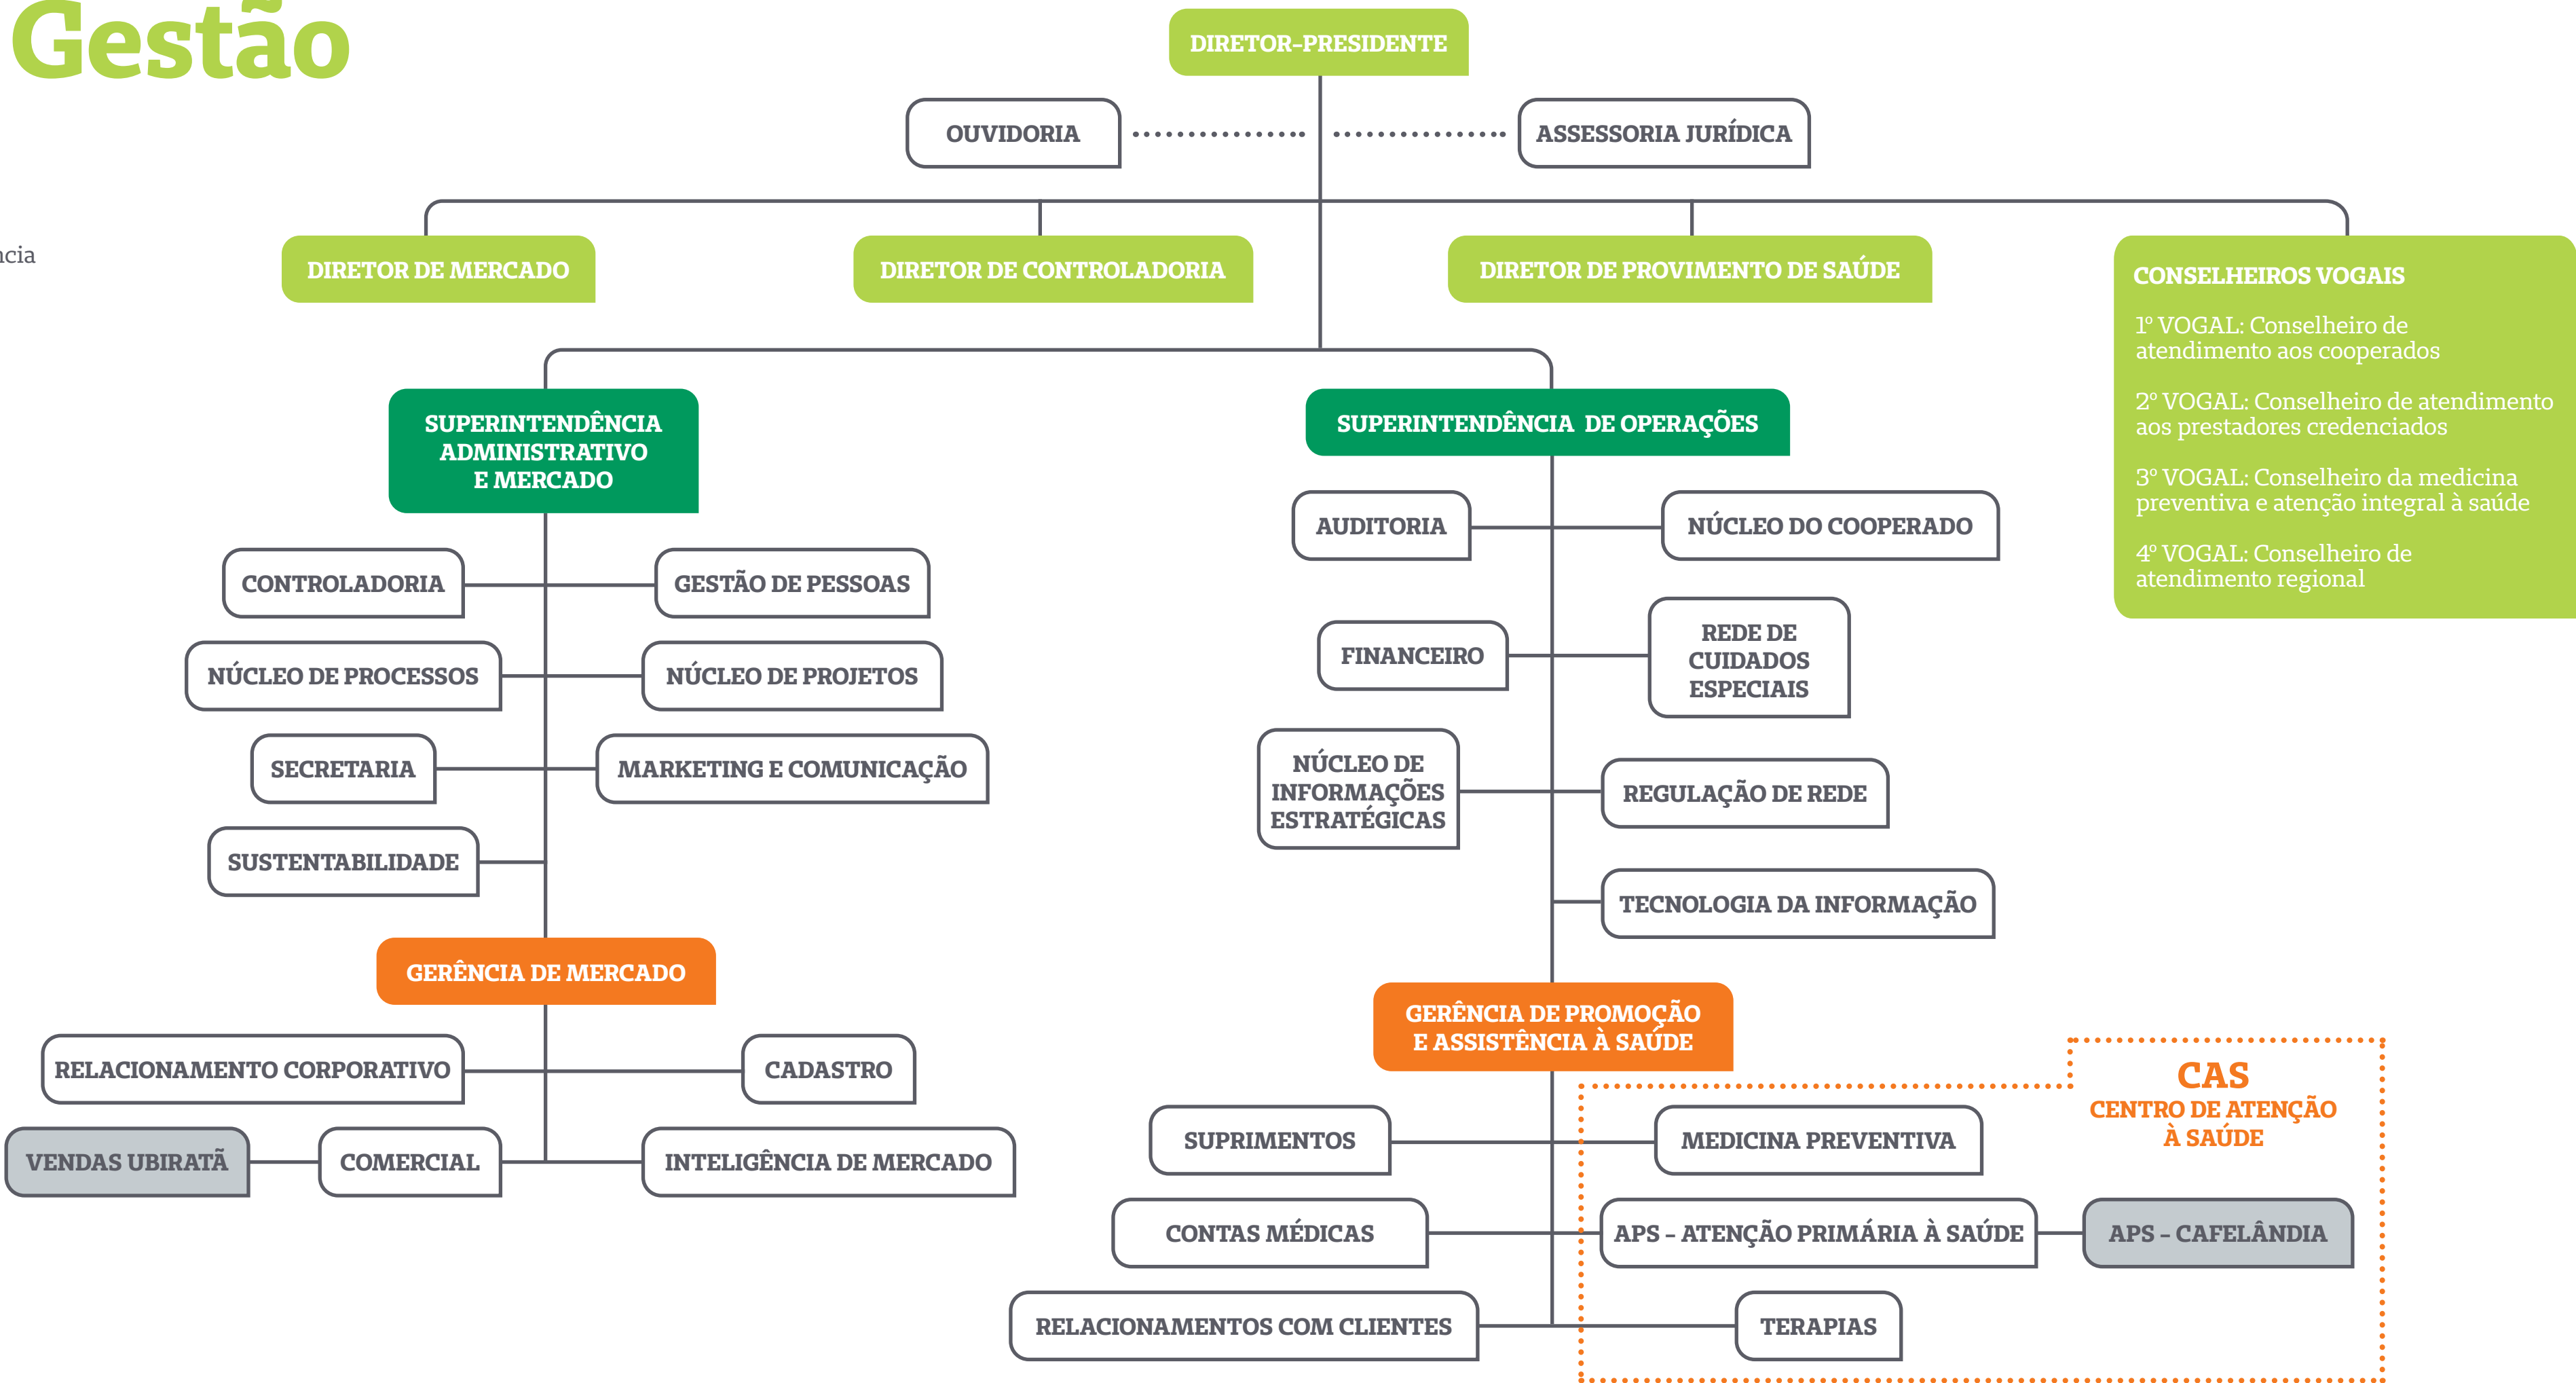 Gestão
DIRETOR-PRESIDENTE
OUVIDORIA
ASSESSORIA JURÍDICA
DIRETOR DE MERCADO
DIRETOR DE CONTROLADORIA
DIRETOR DE PROVIMENTO DE SAÚDE
CONSELHEIROS VOGAIS
1º VOGAL: Conselheiro de
atendimento aos cooperados
2º VOGAL: Conselheiro de atendimento
aos prestadores credenciados
3º VOGAL: Conselheiro da medicina
preventiva e atenção integral à saúde
4º VOGAL: Conselheiro de
atendimento regional
SUPERINTENDÊNCIA
ADMINISTRATIVO
E MERCADO
CONTROLADORIA
GESTÃO DE PESSOAS
NÚCLEO DE PROCESSOS
NÚCLEO DE PROJETOS
SECRETARIA
MARKETING E COMUNICAÇÃO
SUSTENTABILIDADE
GERÊNCIA DE MERCADO
RELACIONAMENTO CORPORATIVO
CADASTRO
VENDAS UBIRATÃ
COMERCIAL
INTELIGÊNCIA DE MERCADO
SUPERINTENDÊNCIA DE OPERAÇÕES
AUDITORIA
NÚCLEO DO COOPERADO
FINANCEIRO
REDE DE
CUIDADOS
ESPECIAIS
NÚCLEO DE
INFORMAÇÕES
ESTRATÉGICAS
REGULAÇÃO DE REDE
TECNOLOGIA DA INFORMAÇÃO
GERÊNCIA DE PROMOÇÃO
E ASSISTÊNCIA À SAÚDE
CAS
CENTRO DE ATENÇÃO
À SAÚDE
SUPRIMENTOS
MEDICINA PREVENTIVA
CONTAS MÉDICAS
APS - ATENÇÃO PRIMÁRIA À SAÚDE
APS - CAFELÂNDIA
RELACIONAMENTOS COM CLIENTES
TERAPIAS